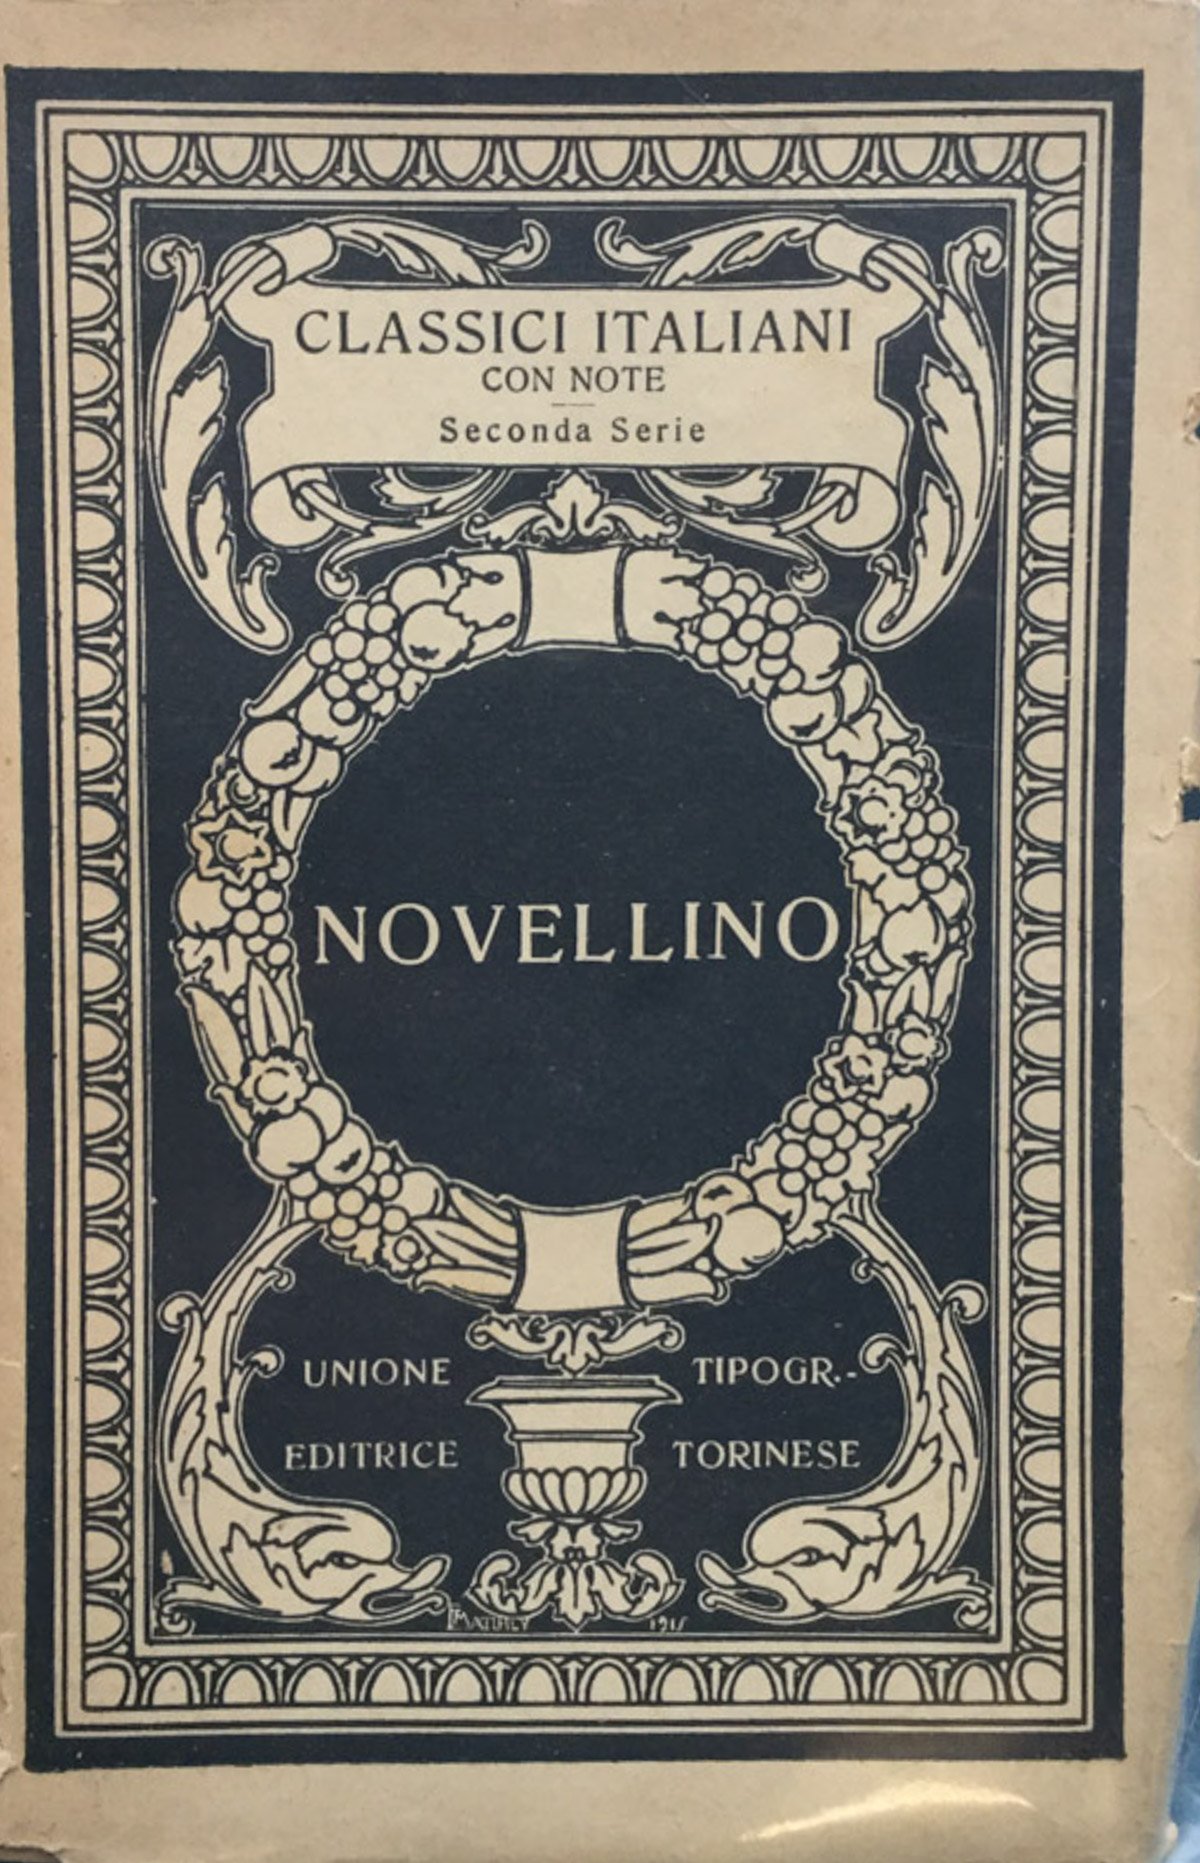 CLASSICI ITALIANI
CON NOTE
Seconda Serie
NOVELLINO
UNIONE TIPOGR.-
EDITRICE TORINESE